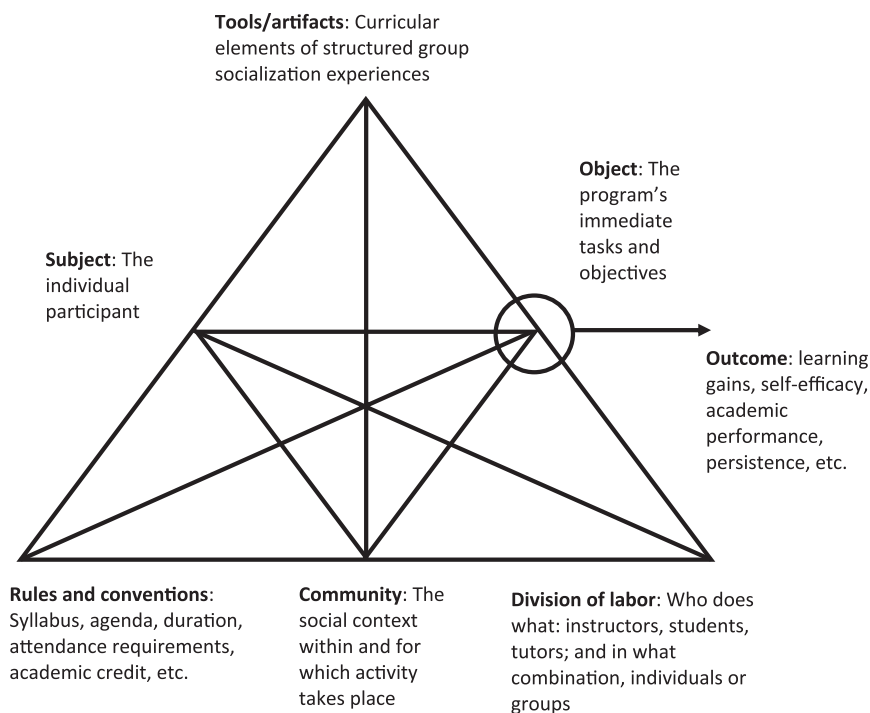 Tools/artifacts: Curricular
elements of structured group
socialization experiences
Object: The
program’s
immediate
tasks and
objectives
Subject: The
individual
participant
Outcome: learning
gains, self-efficacy,
academic
performance,
persistence, etc.
Rules and conventions:
Syllabus, agenda, duration,
attendance requirements,
academic credit, etc.
Community: The
social context
within and for
which activity
takes place
Division of labor: Who does
what: instructors, students,
tutors; and in what
combination, individuals or
groups